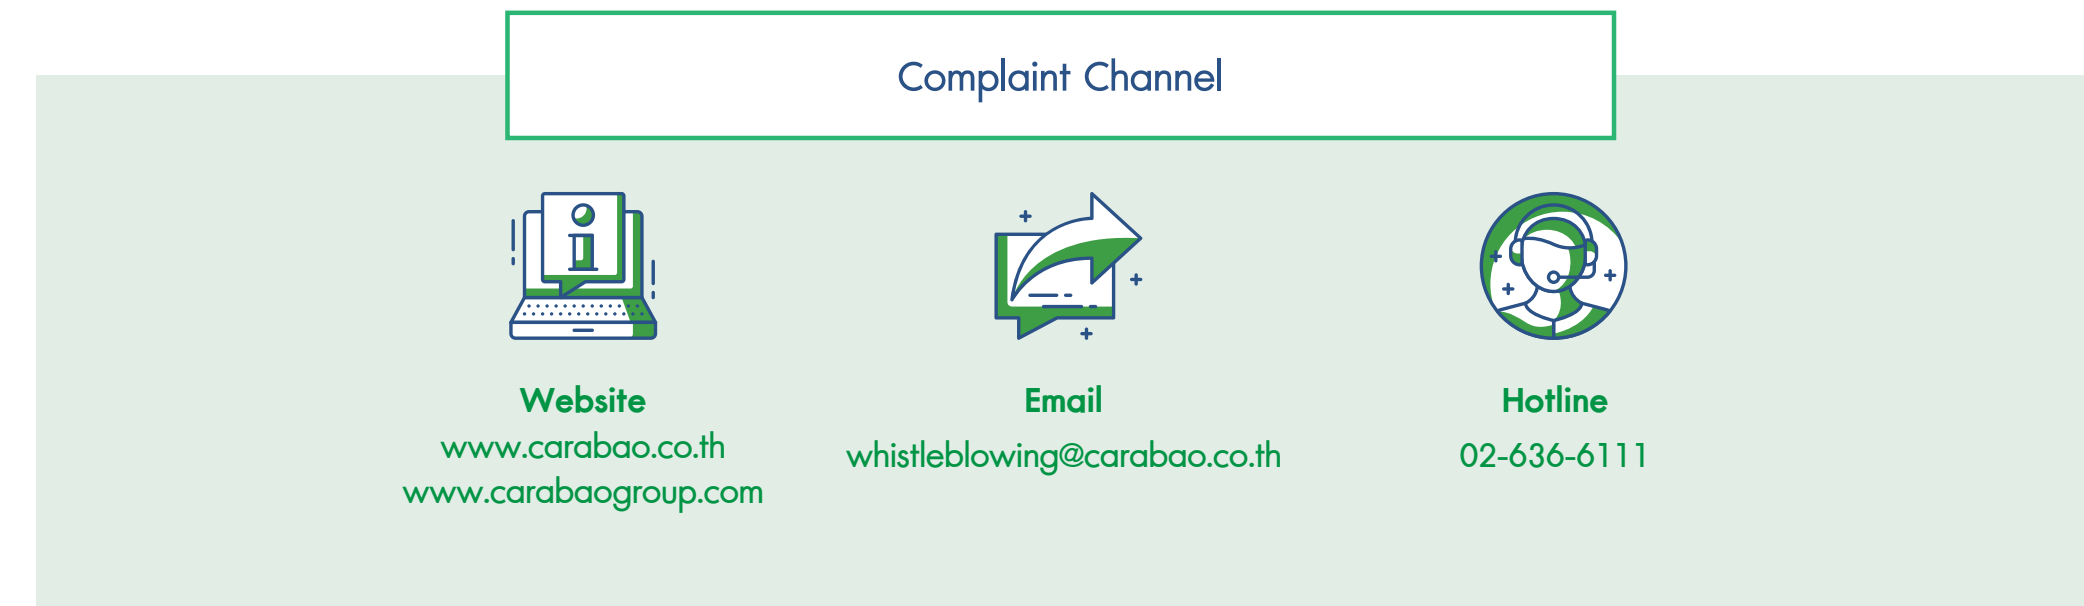 Complaint Channel
Website
www.carabao.co.th
www.carabaogroup.com
Email
whistleblowing@carabao.co.th
Hotline
02-636-6111